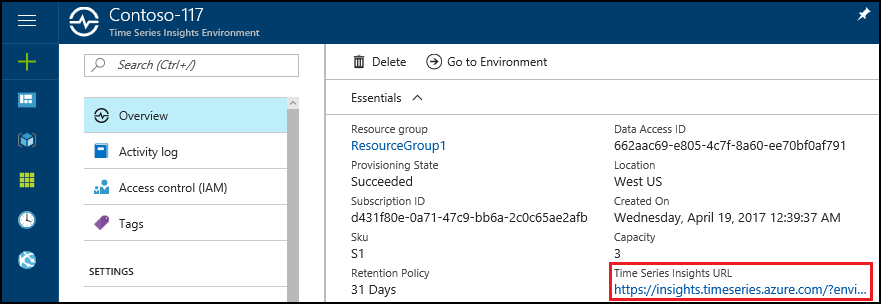 Contoso-117
Time Series Insights Environment
Search (Ctrl+/)
Overview
Activity log
Access control (IAM)
Tags
SETTINGS
Delete
Go to Environment
Essentials
Resource group
ResourceGroup1
Provisioning State
Succeeded
Subscription ID
d431f80e-0a71-47c9-bb6a-2c0c65ae2afb
Sku
S1
Retention Policy
31 Days
Data Access ID
662aac69-e805-4c7f-8a60-ee70bf0af791
Location
West US
Created On
Wednesday, April 19, 2017 12:39:37 AM
Capacity
3
Time Series Insights URL
https://insights.timeseries.azure.com/?envi...